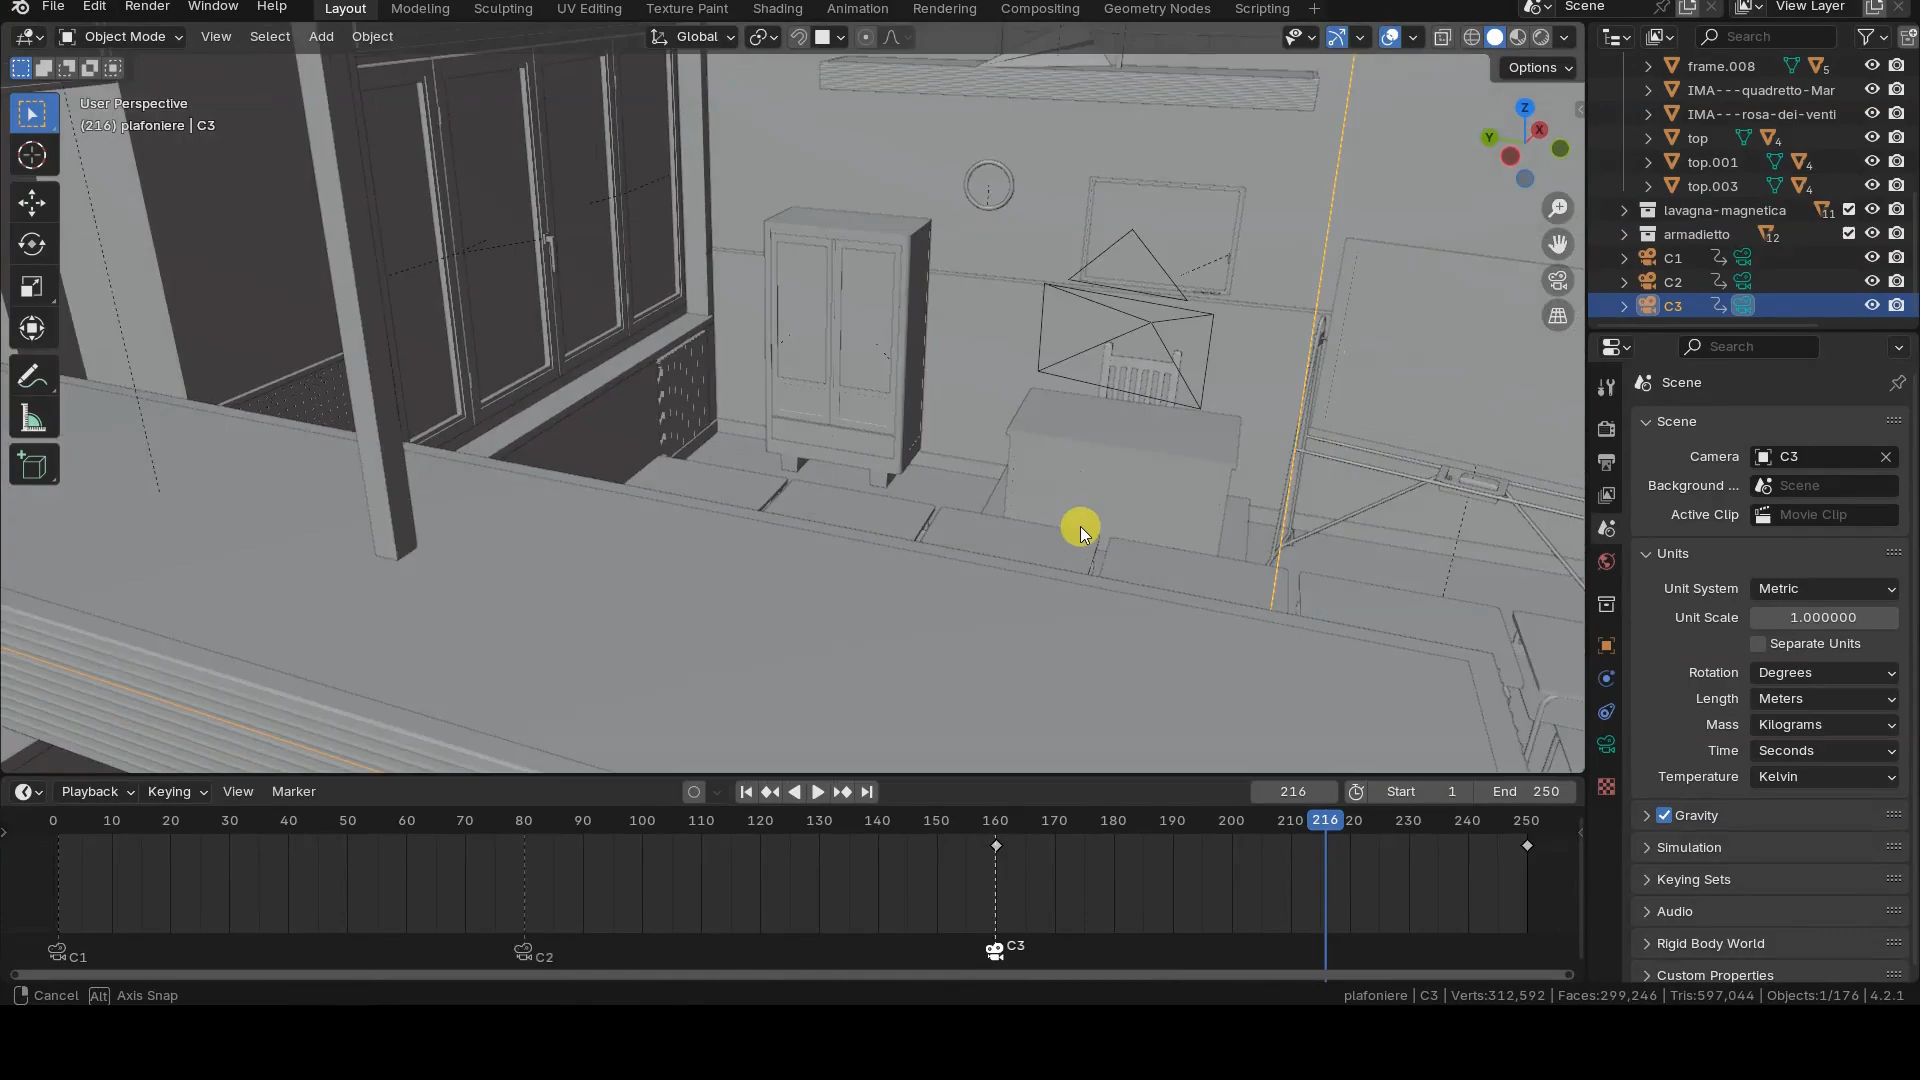 File Edit Render Window Help Layout Modeling Sculpting UV Editing Texture Paint Shading Animation Rendering Compositing Geometry Nodes Scripting + Scene View Layer
Object Mode View Select Add Object Global Search
Options
User Perspective
(216) plafoniere | C3
Z
Y
X
frame.008 5
IMA---quadretto-Mar
IMA---rosa-dei-venti
top 4
top.001 4
top.003 4
lavagna-magnetica 11
armadietto 12
C1
C2
C3
Search
Scene
Scene
Camera C3
Background ... Scene
Active Clip Movie Clip
Units
Unit System Metric
Unit Scale 1.000000
Separate Units
Rotation Degrees
Length Meters
Mass Kilograms
Time Seconds
Temperature Kelvin
Gravity
Simulation
Keying Sets
Audio
Rigid Body World
Custom Properties
Playback Keying View Marker 216 Start 1 End 250
0 10 20 30 40 50 60 70 80 90 100 110 120 130 140 150 160 170 180 190 200 210 216 20 230 240 250
C1 C2 C3
Cancel Alt Axis Snap
plafoniere | C3 | Verts:312,592 | Faces:299,246 | Tris:597,044 | Objects:1/176 | 4.2.1